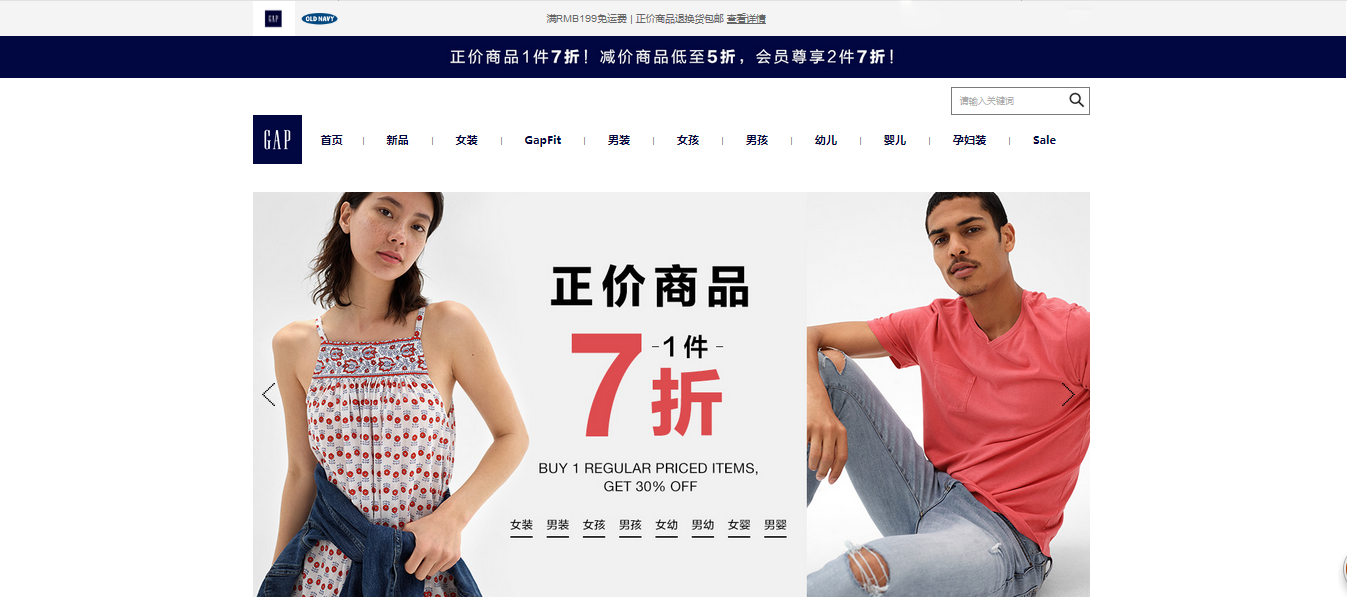 GAP
OLD NAVY
满RMB199免运费 | 正价商品退换货包邮 查看详情
正价商品1件7折！减价商品低至5折，会员尊享2件7折！
请输入关键词
GAP
首页 | 新品 | 女装 | GapFit | 男装 | 女孩 | 男孩 | 幼儿 | 婴儿 | 孕妇装 | Sale
正价商品
7
-1 件-
折
BUY 1 REGULAR PRICED ITEMS,
GET 30% OFF
女装 男装 女孩 男孩 女幼 男幼 女婴 男婴